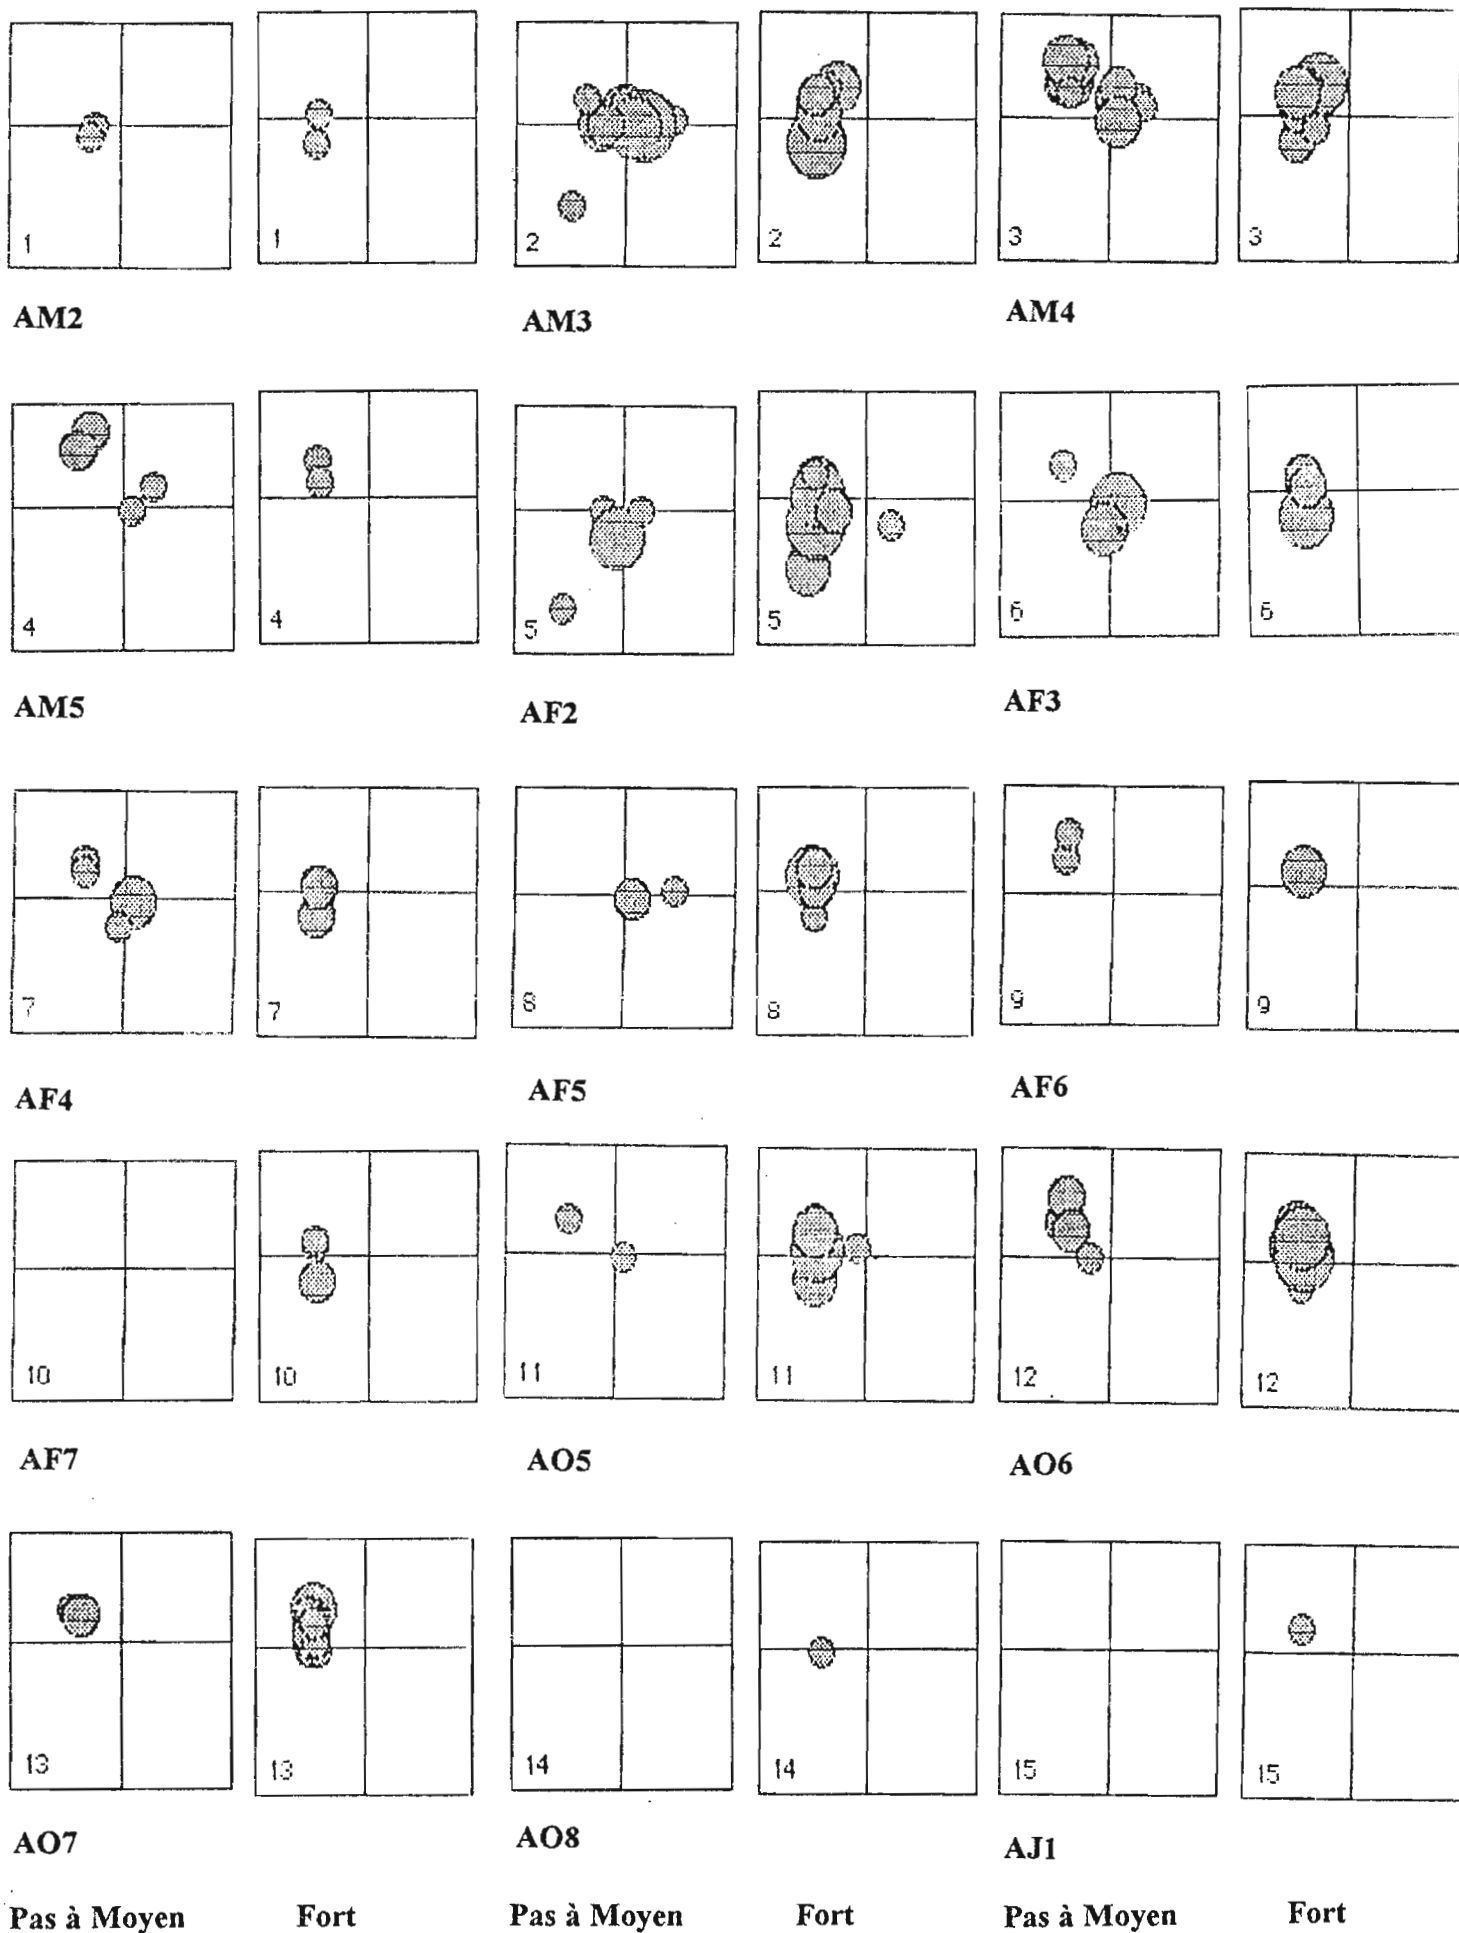 1 1 2 2 3 3
AM2 AM3 AM4
4 4 5 5 6 6
AM5 AF2 AF3
7 7 8 8 9 9
AF4 AF5 AF6
10 10 11 11 12 12
AF7 AO5 AO6
13 13 14 14 15 15
AO7 AO8 AJ1
Pas à Moyen Fort Pas à Moyen Fort Pas à Moyen Fort